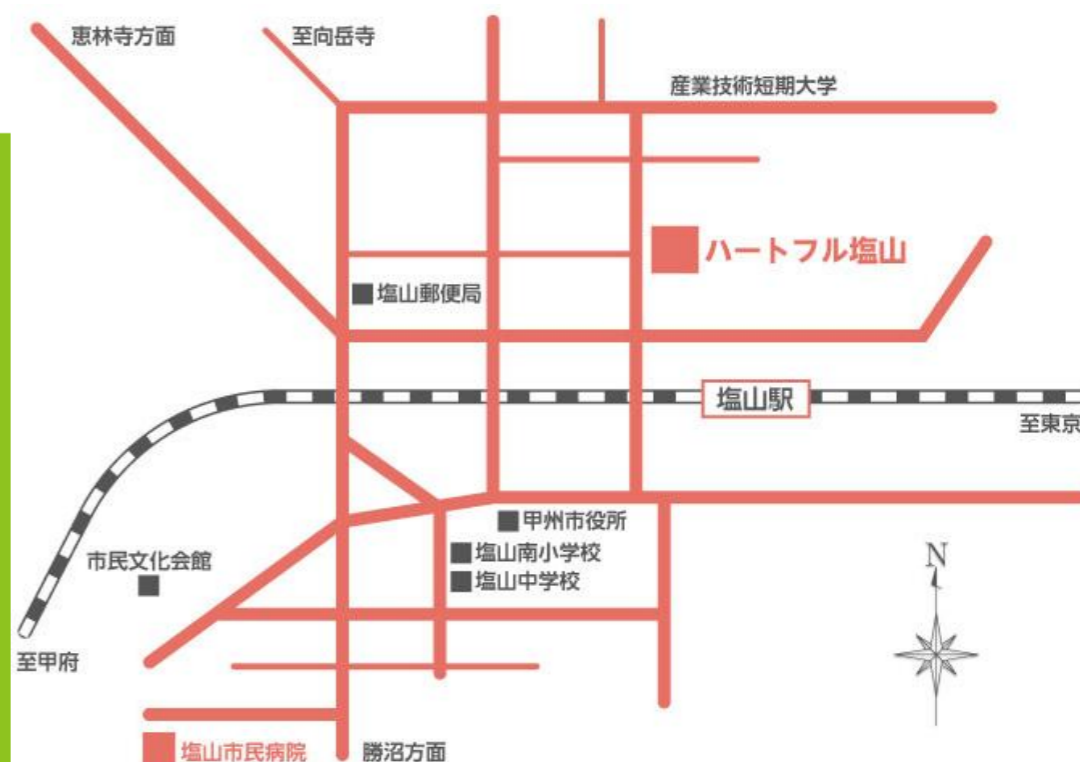 恵林寺方面
至向岳寺
産業技術短期大学
ハートフル塩山
塩山郵便局
塩山駅
至東京
甲州市役所
塩山南小学校
塩山中学校
市民文化会館
N
至甲府
塩山市民病院
勝沼方面